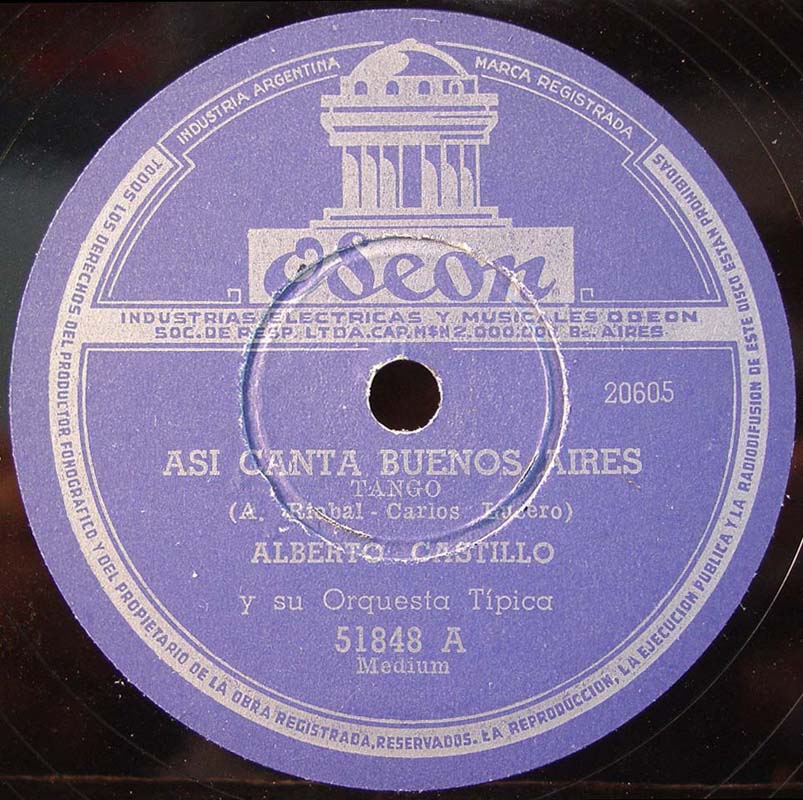 INDUSTRIA ARGENTINA
MARCA REGISTRADA
Odeon
INDUSTRIAS ELECTRICAS Y MUSICALES ODEON
SOC. DE RESP. LTDA. CAP. M$N 2.000.000 Bs. AIRES
20605
ASI CANTA BUENOS AIRES
TANGO
(A. Rinbal - Carlos Lucero)
ALBERTO CASTILLO
y su Orquesta Típica
51848 A
Medium
TODOS LOS DERECHOS DEL PRODUCTOR FONOGRAFICO Y DEL PROPIETARIO DE LA OBRA REGISTRADA, RESERVADOS. LA REPRODUCCION, LA EJECUCION PUBLICA Y LA RADIODIFUSION DE ESTE DISCO ESTAN PROHIBIDAS